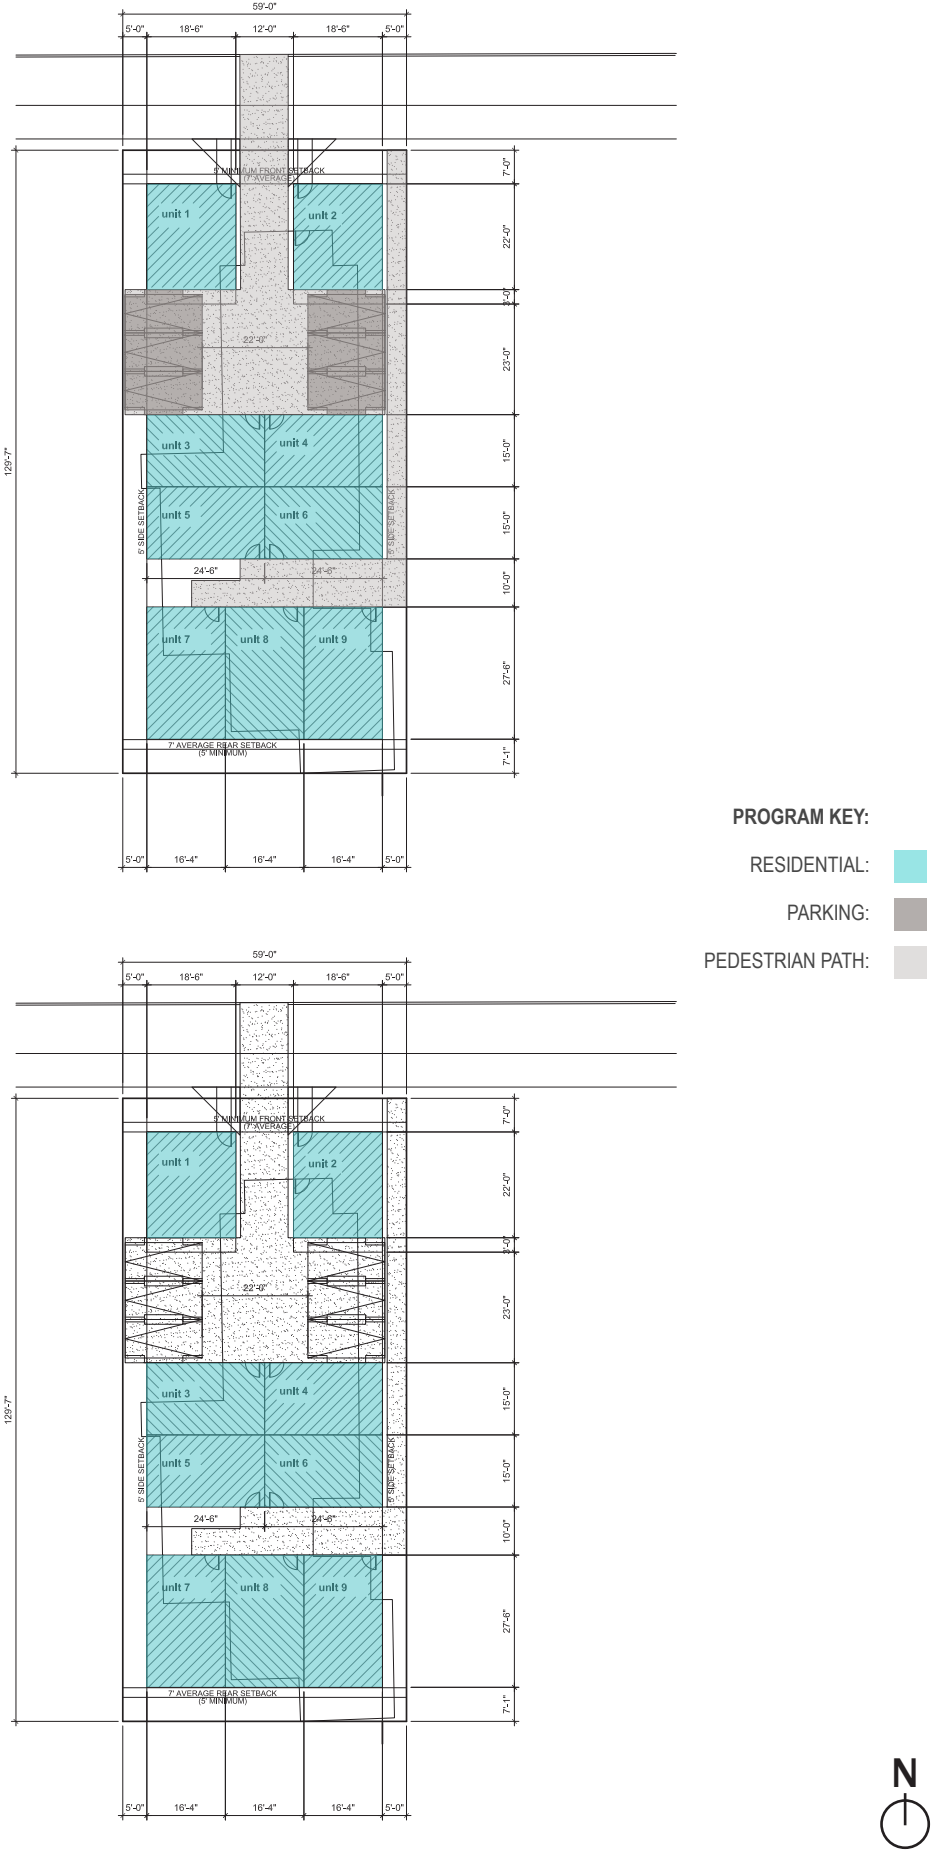 59'-0"
5'-0" 18'-6" 12'-0" 18'-6" 5'-0"
5' MINIMUM FRONT SETBACK
(7' AVERAGE)
7'-0"
unit 1 unit 2
22'-0"
3'-0"
22'-0"
23'-0"
129'-7"
unit 3 unit 4
15'-0"
5' SIDE SETBACK
unit 5 unit 6
5' SIDE SETBACK
15'-0"
24'-6" 24'-6"
10'-0"
unit 7 unit 8 unit 9
27'-6"
7' AVERAGE REAR SETBACK
(5' MINIMUM)
7'-1"
5'-0" 16'-4" 16'-4" 16'-4" 5'-0"
PROGRAM KEY:
RESIDENTIAL:
PARKING:
PEDESTRIAN PATH:
59'-0"
5'-0" 18'-6" 12'-0" 18'-6" 5'-0"
5' MINIMUM FRONT SETBACK
(7' AVERAGE)
7'-0"
unit 1 unit 2
22'-0"
3'-0"
22'-0"
23'-0"
129'-7"
unit 3 unit 4
15'-0"
5' SIDE SETBACK
unit 5 unit 6
5' SIDE SETBACK
15'-0"
24'-6" 24'-6"
10'-0"
unit 7 unit 8 unit 9
27'-6"
7' AVERAGE REAR SETBACK
(5' MINIMUM)
7'-1"
5'-0" 16'-4" 16'-4" 16'-4" 5'-0"
N